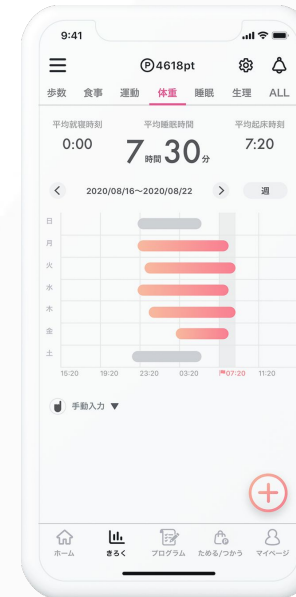 9:41
Ⓟ4618pt
歩数 食事 運動 体重 睡眠 生理 ALL
平均就寝時刻 平均睡眠時間 平均起床時刻
0:00 7時間30分 7:20
2020/08/16〜2020/08/22 週
日
月
火
水
木
金
土
15:20 19:20 23:20 03:20 07:20 11:20
手動入力 ▼
ホーム きろく プログラム ためる/つかう マイページ